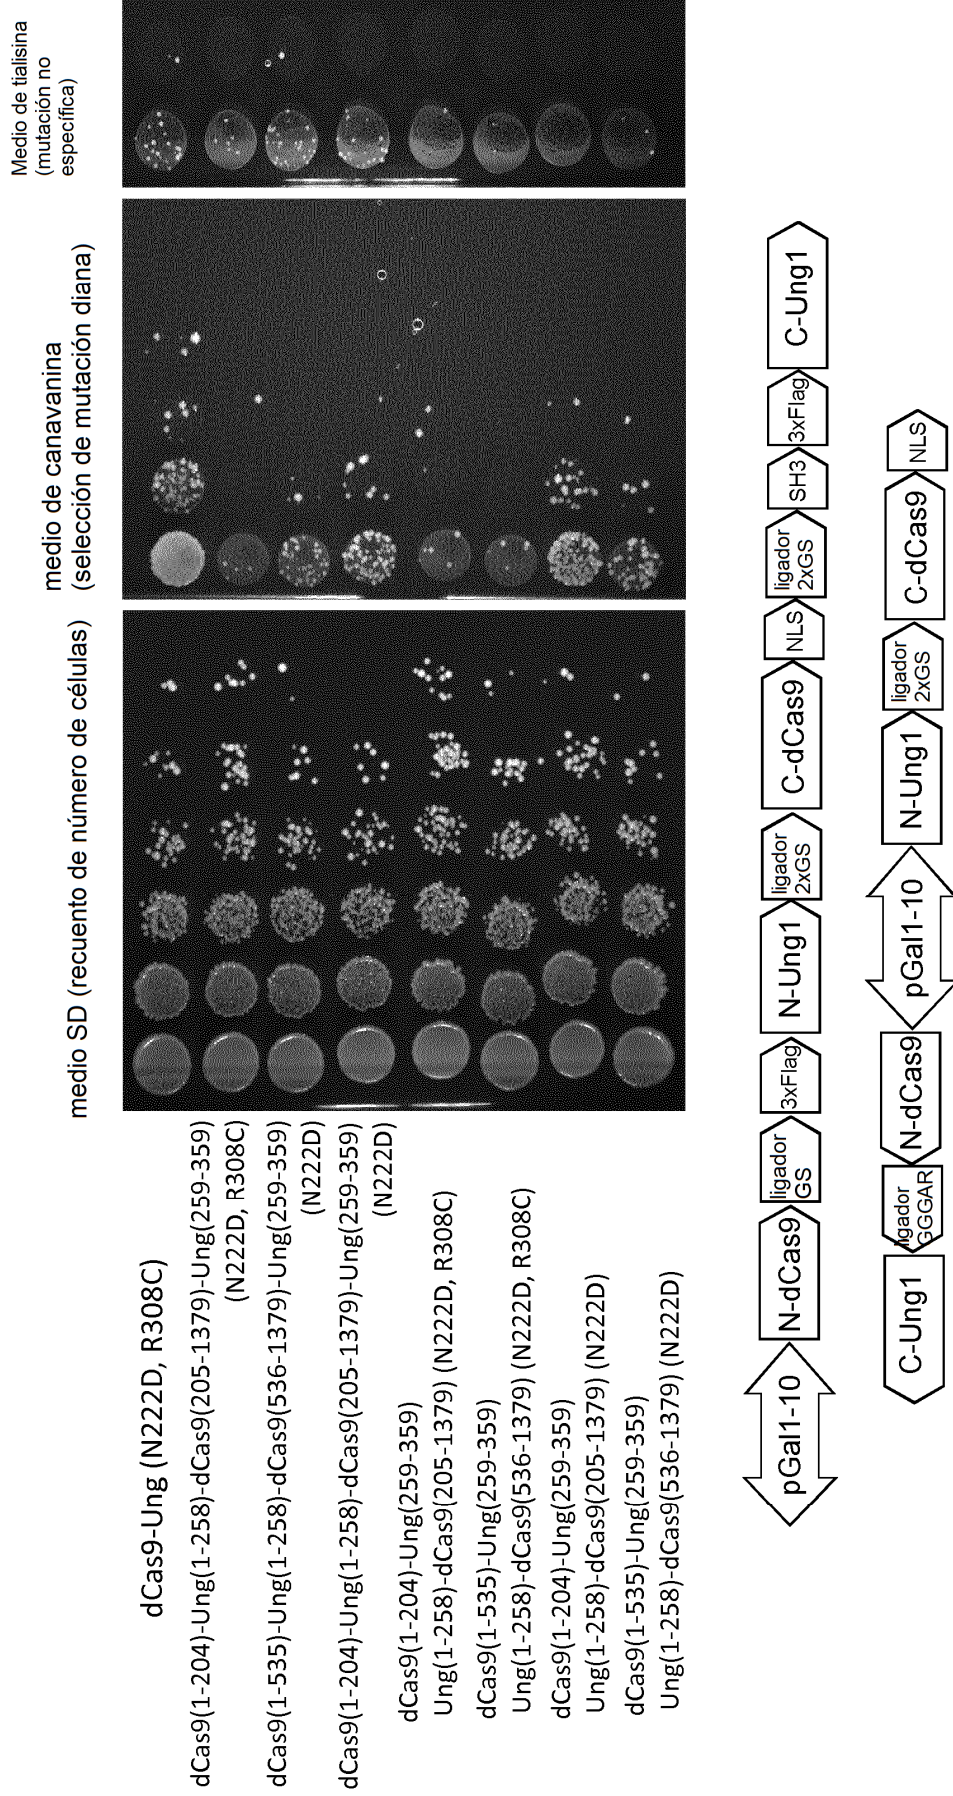 medio SD (recuento de número de células)
medio de canavanina
(selección de mutación diana)
Medio de tialisina
(mutación no
específica)
dCas9-Ung (N222D, R308C)
dCas9(1-204)-Ung(1-258)-dCas9(205-1379)-Ung(259-359)
(N222D, R308C)
dCas9(1-535)-Ung(1-258)-dCas9(536-1379)-Ung(259-359)
(N222D)
dCas9(1-204)-Ung(1-258)-dCas9(205-1379)-Ung(259-359)
(N222D)
dCas9(1-204)-Ung(259-359)
Ung(1-258)-dCas9(205-1379) (N222D, R308C)
dCas9(1-535)-Ung(259-359)
Ung(1-258)-dCas9(536-1379) (N222D, R308C)
dCas9(1-204)-Ung(259-359)
Ung(1-258)-dCas9(205-1379) (N222D)
dCas9(1-535)-Ung(259-359)
Ung(1-258)-dCas9(536-1379) (N222D)
pGal1-10
N-dCas9
ligador
GS
3xFlag
N-Ung1
ligador
2xGS
C-dCas9
NLS
ligador
2xGS
SH3
3xFlag
C-Ung1
C-Ung1
ligador
GGGAR
N-dCas9
pGal1-10
N-Ung1
ligador
2xGS
C-dCas9
NLS